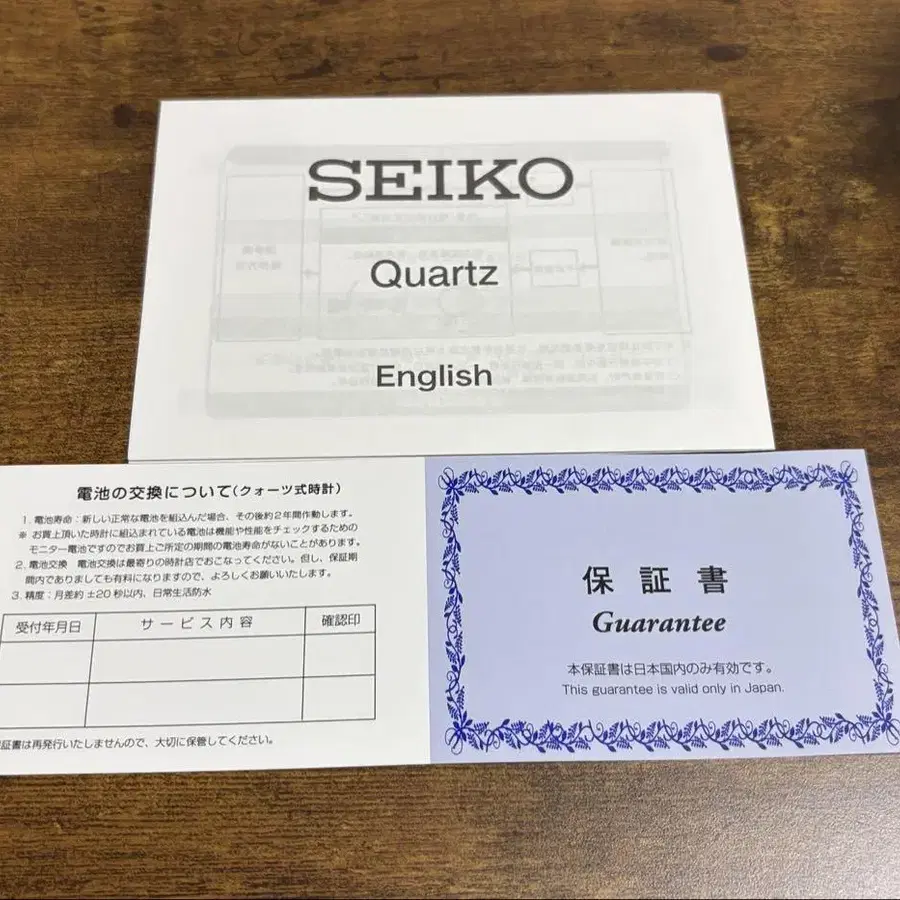 SEIKO
Quartz
English
電池の交換について(クォーツ式時計)
1. 電池寿命：新しい正常な電池を組込んだ場合、その後約2年間作動します。
※ お買上頂いた時計に組込まれている電池は機能や性能をチェックするための
モニター電池ですのでお買上ご所定の期間の電池寿命がないことがあります。
2. 電池交換 電池交換は最寄りの時計店でおこなってください。但し、保証期
間内でありましても有料になりますので、よろしくお願いいたします。
3. 精度：月差約 ±20秒以内、日常生活防水
受付年月日 サービス内容 確認印
証書は再発行いたしませんので、大切に保管してください。
保証書
Guarantee
本保証書は日本国内のみ有効です。
This guarantee is valid only in Japan.